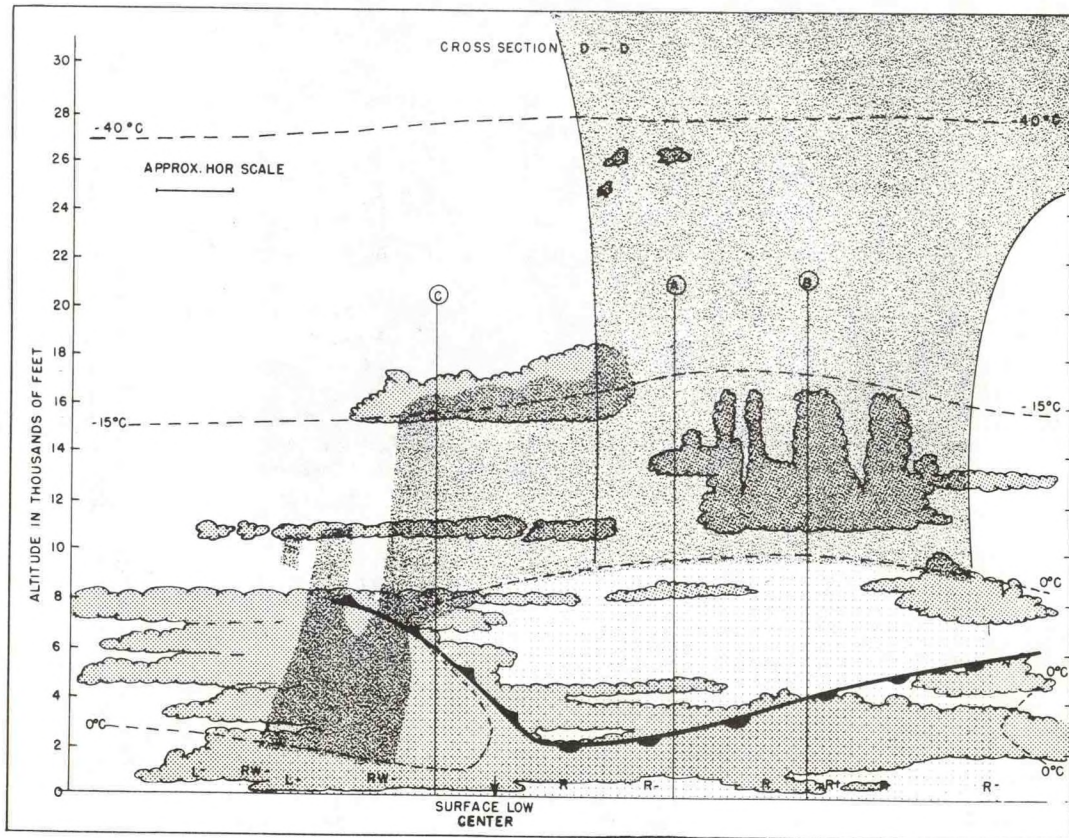 CROSS SECTION D - D
30
28
-40°C
-40°C
26
APPROX. HOR SCALE
24
22
20
C
A
B
18
16
-15°C
-15°C
14
12
10
8
0°C
6
0°C
4
0°C
2
0°C
0
ALTITUDE IN THOUSANDS OF FEET
L-
RW-
L-
RW-
R
R-
R
R+
R
R-
SURFACE LOW
CENTER